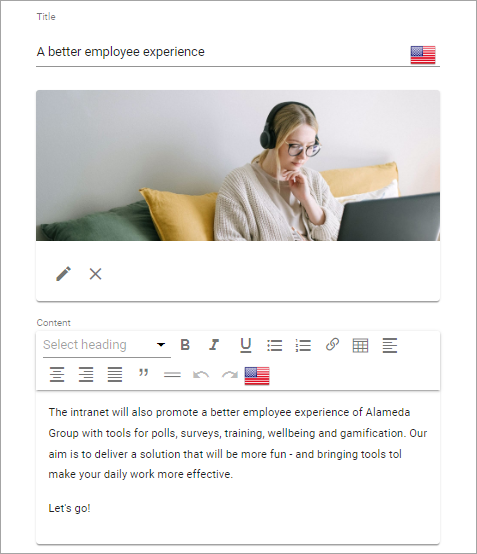 Title
A better employee experience
Content
Select heading
B I U
The intranet will also promote a better employee experience of Alameda
Group with tools for polls, surveys, training, wellbeing and gamification. Our
aim is to deliver a solution that will be more fun - and bringing tools tol
make your daily work more effective.
Let's go!